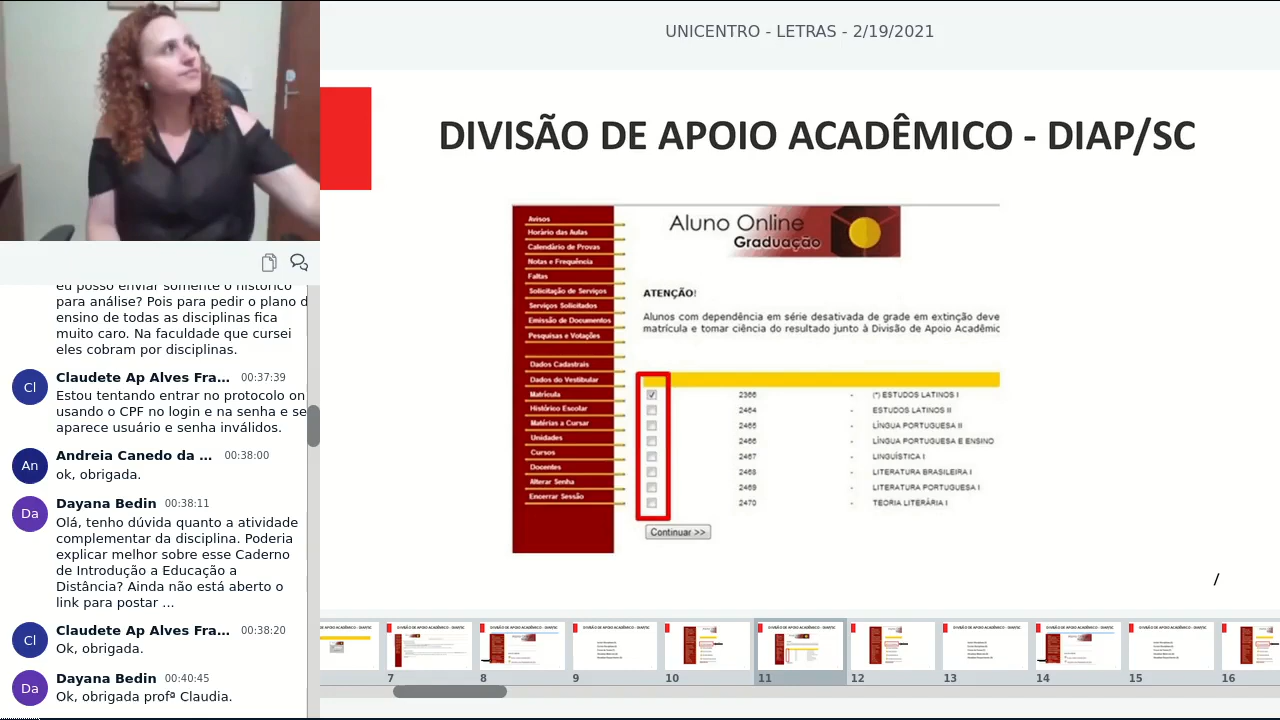 UNICENTRO - LETRAS - 2/19/2021
DIVISÃO DE APOIO ACADÊMICO - DIAP/SC
Avisos
Horário das Aulas
Calendário de Provas
Notas e Frequência
Faltas
Solicitação de Serviços
Serviços Solicitados
Emissão de Documentos
Pesquisas e Votações
Dados Cadastrais
Dados do Vestibular
Matrícula
Histórico Escolar
Matérias a Cursar
Unidades
Cursos
Docentes
Alterar Senha
Encerrar Sessão
Aluno Online
Graduação
ATENÇÃO!
Alunos com dependência em série desativada de grade em extinção deve
matrícula e tomar ciência do resultado junto à Divisão de Apoio Acadêmic
2366 - (*) ESTUDOS LATINOS I
2464 - ESTUDOS LATINOS II
2465 - LÍNGUA PORTUGUESA II
2466 - LÍNGUA PORTUGUESA E ENSINO
2467 - LINGUÍSTICA I
2468 - LITERATURA BRASILEIRA I
2469 - LITERATURA PORTUGUESA I
2470 - TEORIA LITERÁRIA I
Continuar >>
/
eu posso enviar somente o histórico
para análise? Pois para pedir o plano d
ensino de todas as disciplinas fica
muito caro. Na faculdade que vim
eles cobram por disciplinas.
Cl Claudete Ap Alves Fra... 00:37:2
Estou tentando entrar no protocolo on
usando o CPF no login e na senha e se
aparece usuário e senha inválidos.
An Andreia Canedo da ... 00:38:00
ok, obrigada.
Da Dayana Bedin 00:38:11
Olá, tenho dúvida quanto a atividade
complementar da disciplina. Poderia
explicar melhor sobre esse Caderno
de Introdução a Educação a
Distância? Ainda não está aberto o
link para postar ...
Cl Claudete Ap Alves Fra... 00:38:20
Ok, obrigada.
Da Dayana Bedin 00:40:45
Ok, obrigada profª Claudia.
7 8 9 10 11 12 13 14 15 16